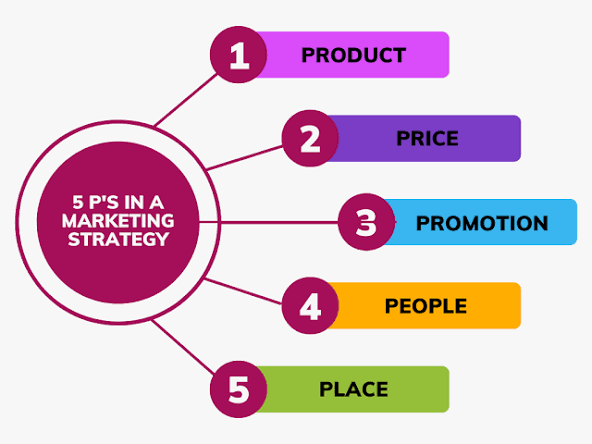 5 P'S IN A
MARKETING
STRATEGY
1 PRODUCT
2 PRICE
3 PROMOTION
4 PEOPLE
5 PLACE